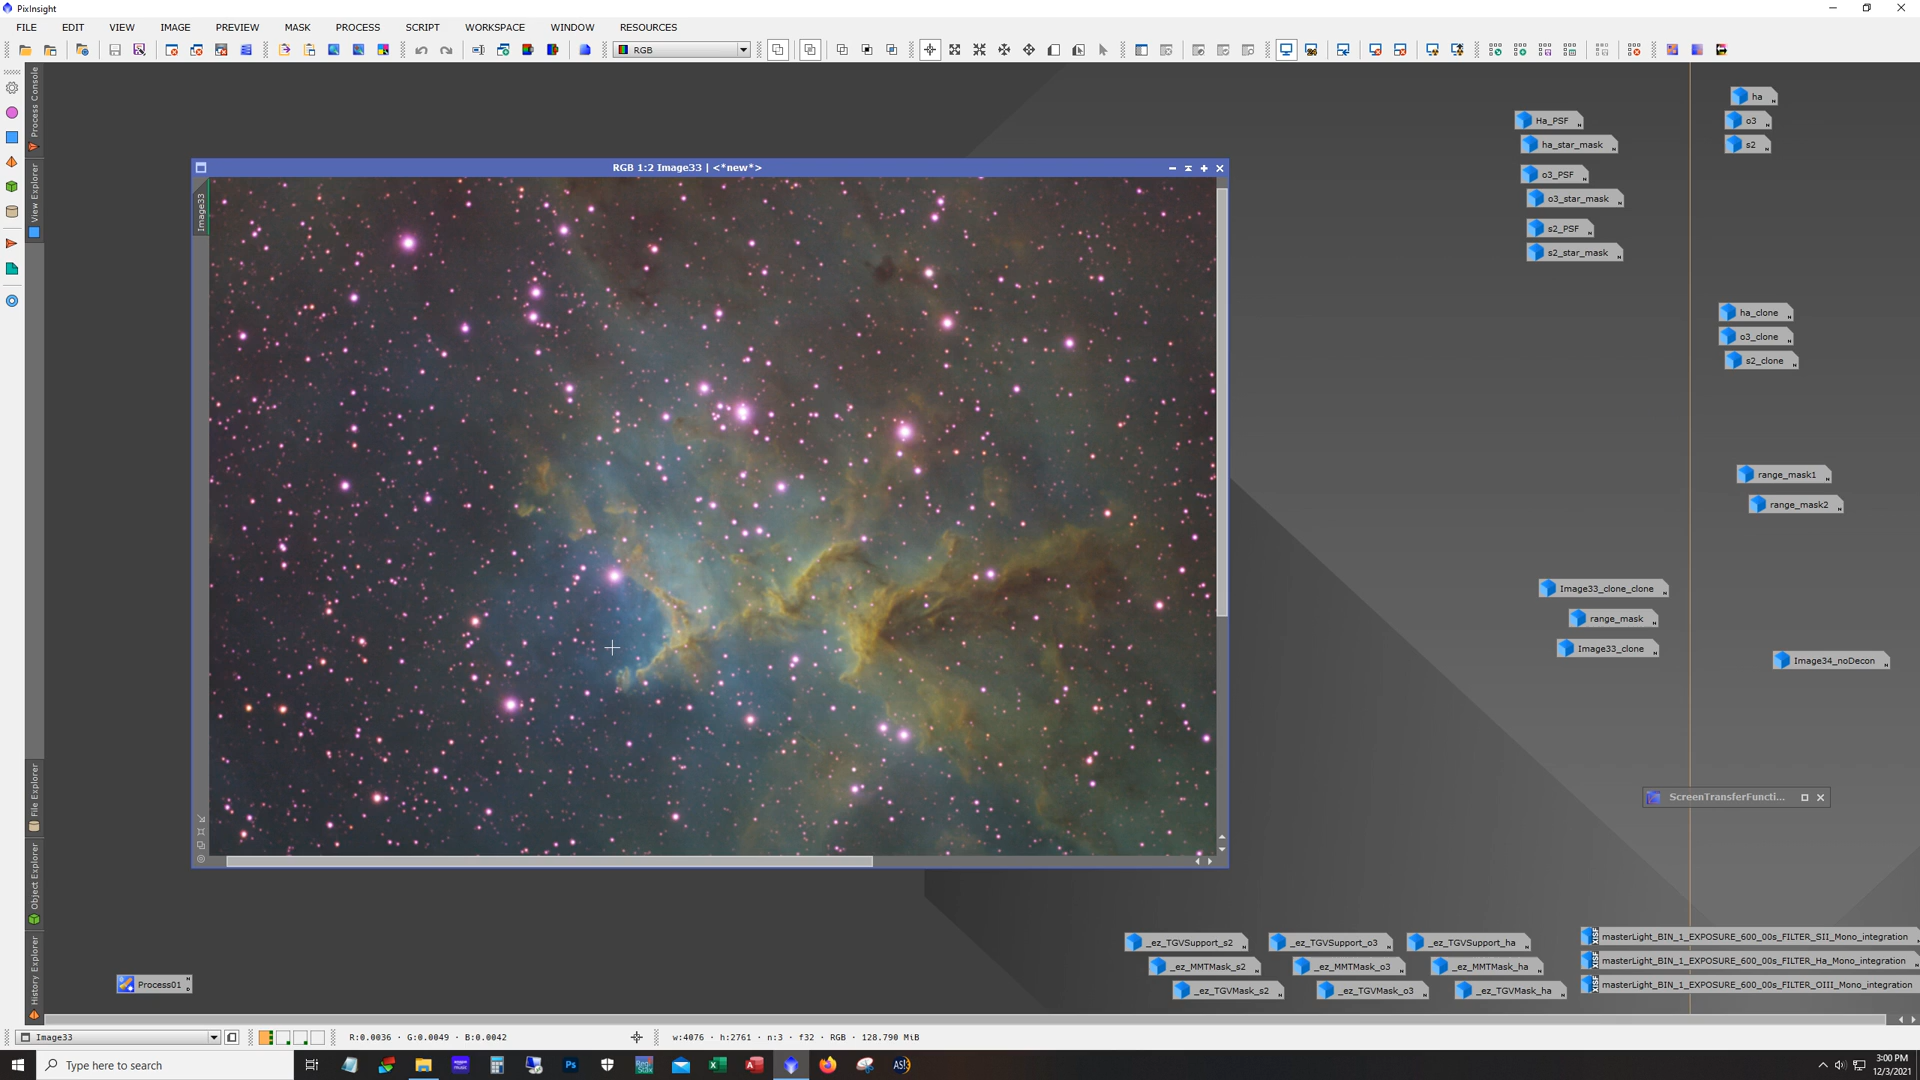 PixInsight
FILE EDIT VIEW IMAGE PREVIEW MASK PROCESS SCRIPT WORKSPACE WINDOW RESOURCES
RGB
Process Console
View Explorer
File Explorer
Object Explorer
History Explorer
RGB 1:2 Image33 | <*new*>
Image33
Ha_PSF
ha_star_mask
o3_PSF
o3_star_mask
s2_PSF
s2_star_mask
ha
o3
s2
ha_clone
o3_clone
s2_clone
range_mask1
range_mask2
Image33_clone_clone
range_mask
Image33_clone
Image34_noDecon
ScreenTransferFuncti...
_ez_TGVSupport_s2 _ez_TGVSupport_o3 _ez_TGVSupport_ha
_ez_MMTMask_s2 _ez_MMTMask_o3 _ez_MMTMask_ha
_ez_TGVMask_s2 _ez_TGVMask_o3 _ez_TGVMask_ha
masterLight_BIN_1_EXPOSURE_600_00s_FILTER_SII_Mono_integration
masterLight_BIN_1_EXPOSURE_600_00s_FILTER_Ha_Mono_integration
masterLight_BIN_1_EXPOSURE_600_00s_FILTER_OIII_Mono_integration
Process01
Image33
R:0.0036 · G:0.0049 · B:0.0042
w:4076 · h:2761 · n:3 · f32 · RGB · 128.790 MiB
Type here to search
Ps
3:00 PM
12/3/2021